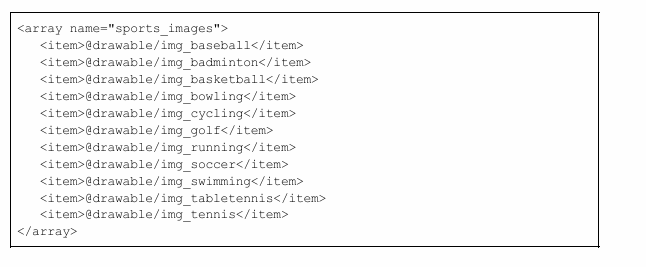 <array name="sports_images">
<item>@drawable/img_baseball</item>
<item>@drawable/img_badminton</item>
<item>@drawable/img_basketball</item>
<item>@drawable/img_bowling</item>
<item>@drawable/img_cycling</item>
<item>@drawable/img_golf</item>
<item>@drawable/img_running</item>
<item>@drawable/img_soccer</item>
<item>@drawable/img_swimming</item>
<item>@drawable/img_tabletennis</item>
<item>@drawable/img_tennis</item>
</array>